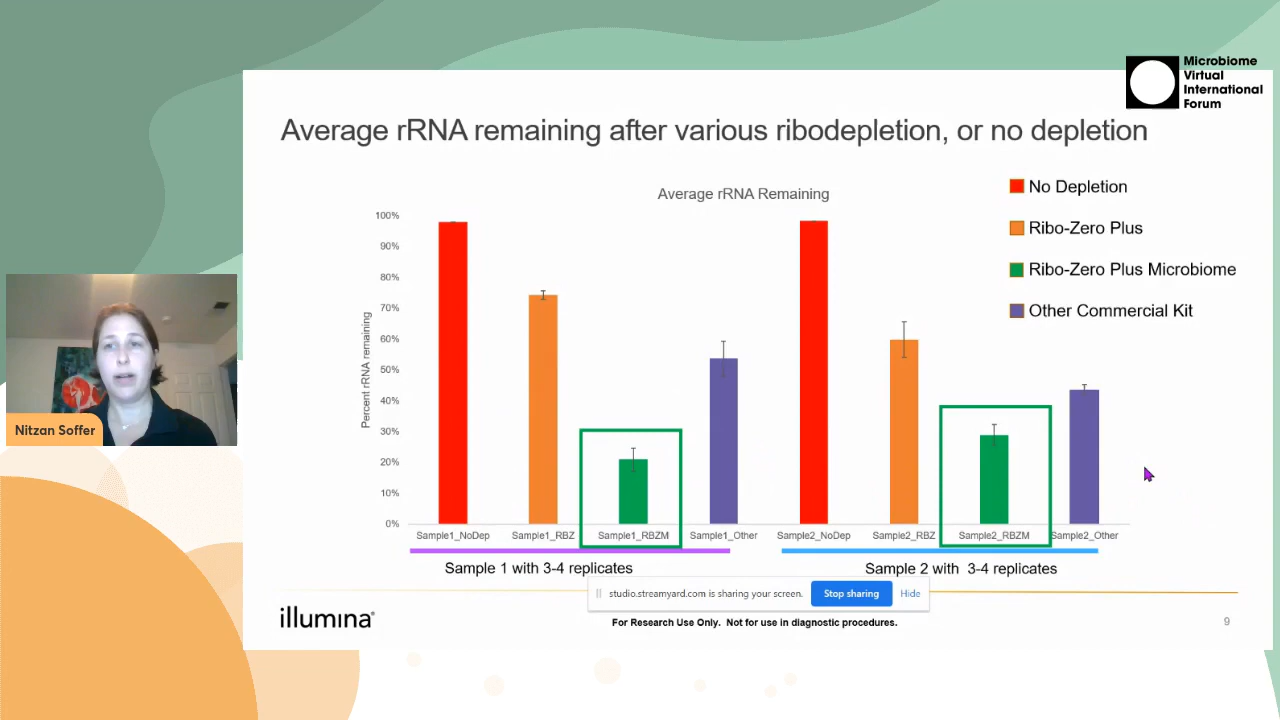 Microbiome
Virtual
International
Forum
Average rRNA remaining after various ribodepletion, or no depletion
Average rRNA Remaining
No Depletion
Ribo-Zero Plus
Ribo-Zero Plus Microbiome
Other Commercial Kit
Percent rRNA remaining
100%
90%
80%
70%
60%
50%
40%
30%
20%
10%
0%
Sample1_NoDep Sample1_RBZ Sample1_RBZM Sample1_Other Sample2_NoDep Sample2_RBZ Sample2_RBZM Sample2_Other
Sample 1 with 3-4 replicates
Sample 2 with 3-4 replicates
Nitzan Soffer
studio.streamyard.com is sharing your screen. Stop sharing Hide
illumina®
For Research Use Only. Not for use in diagnostic procedures.
9